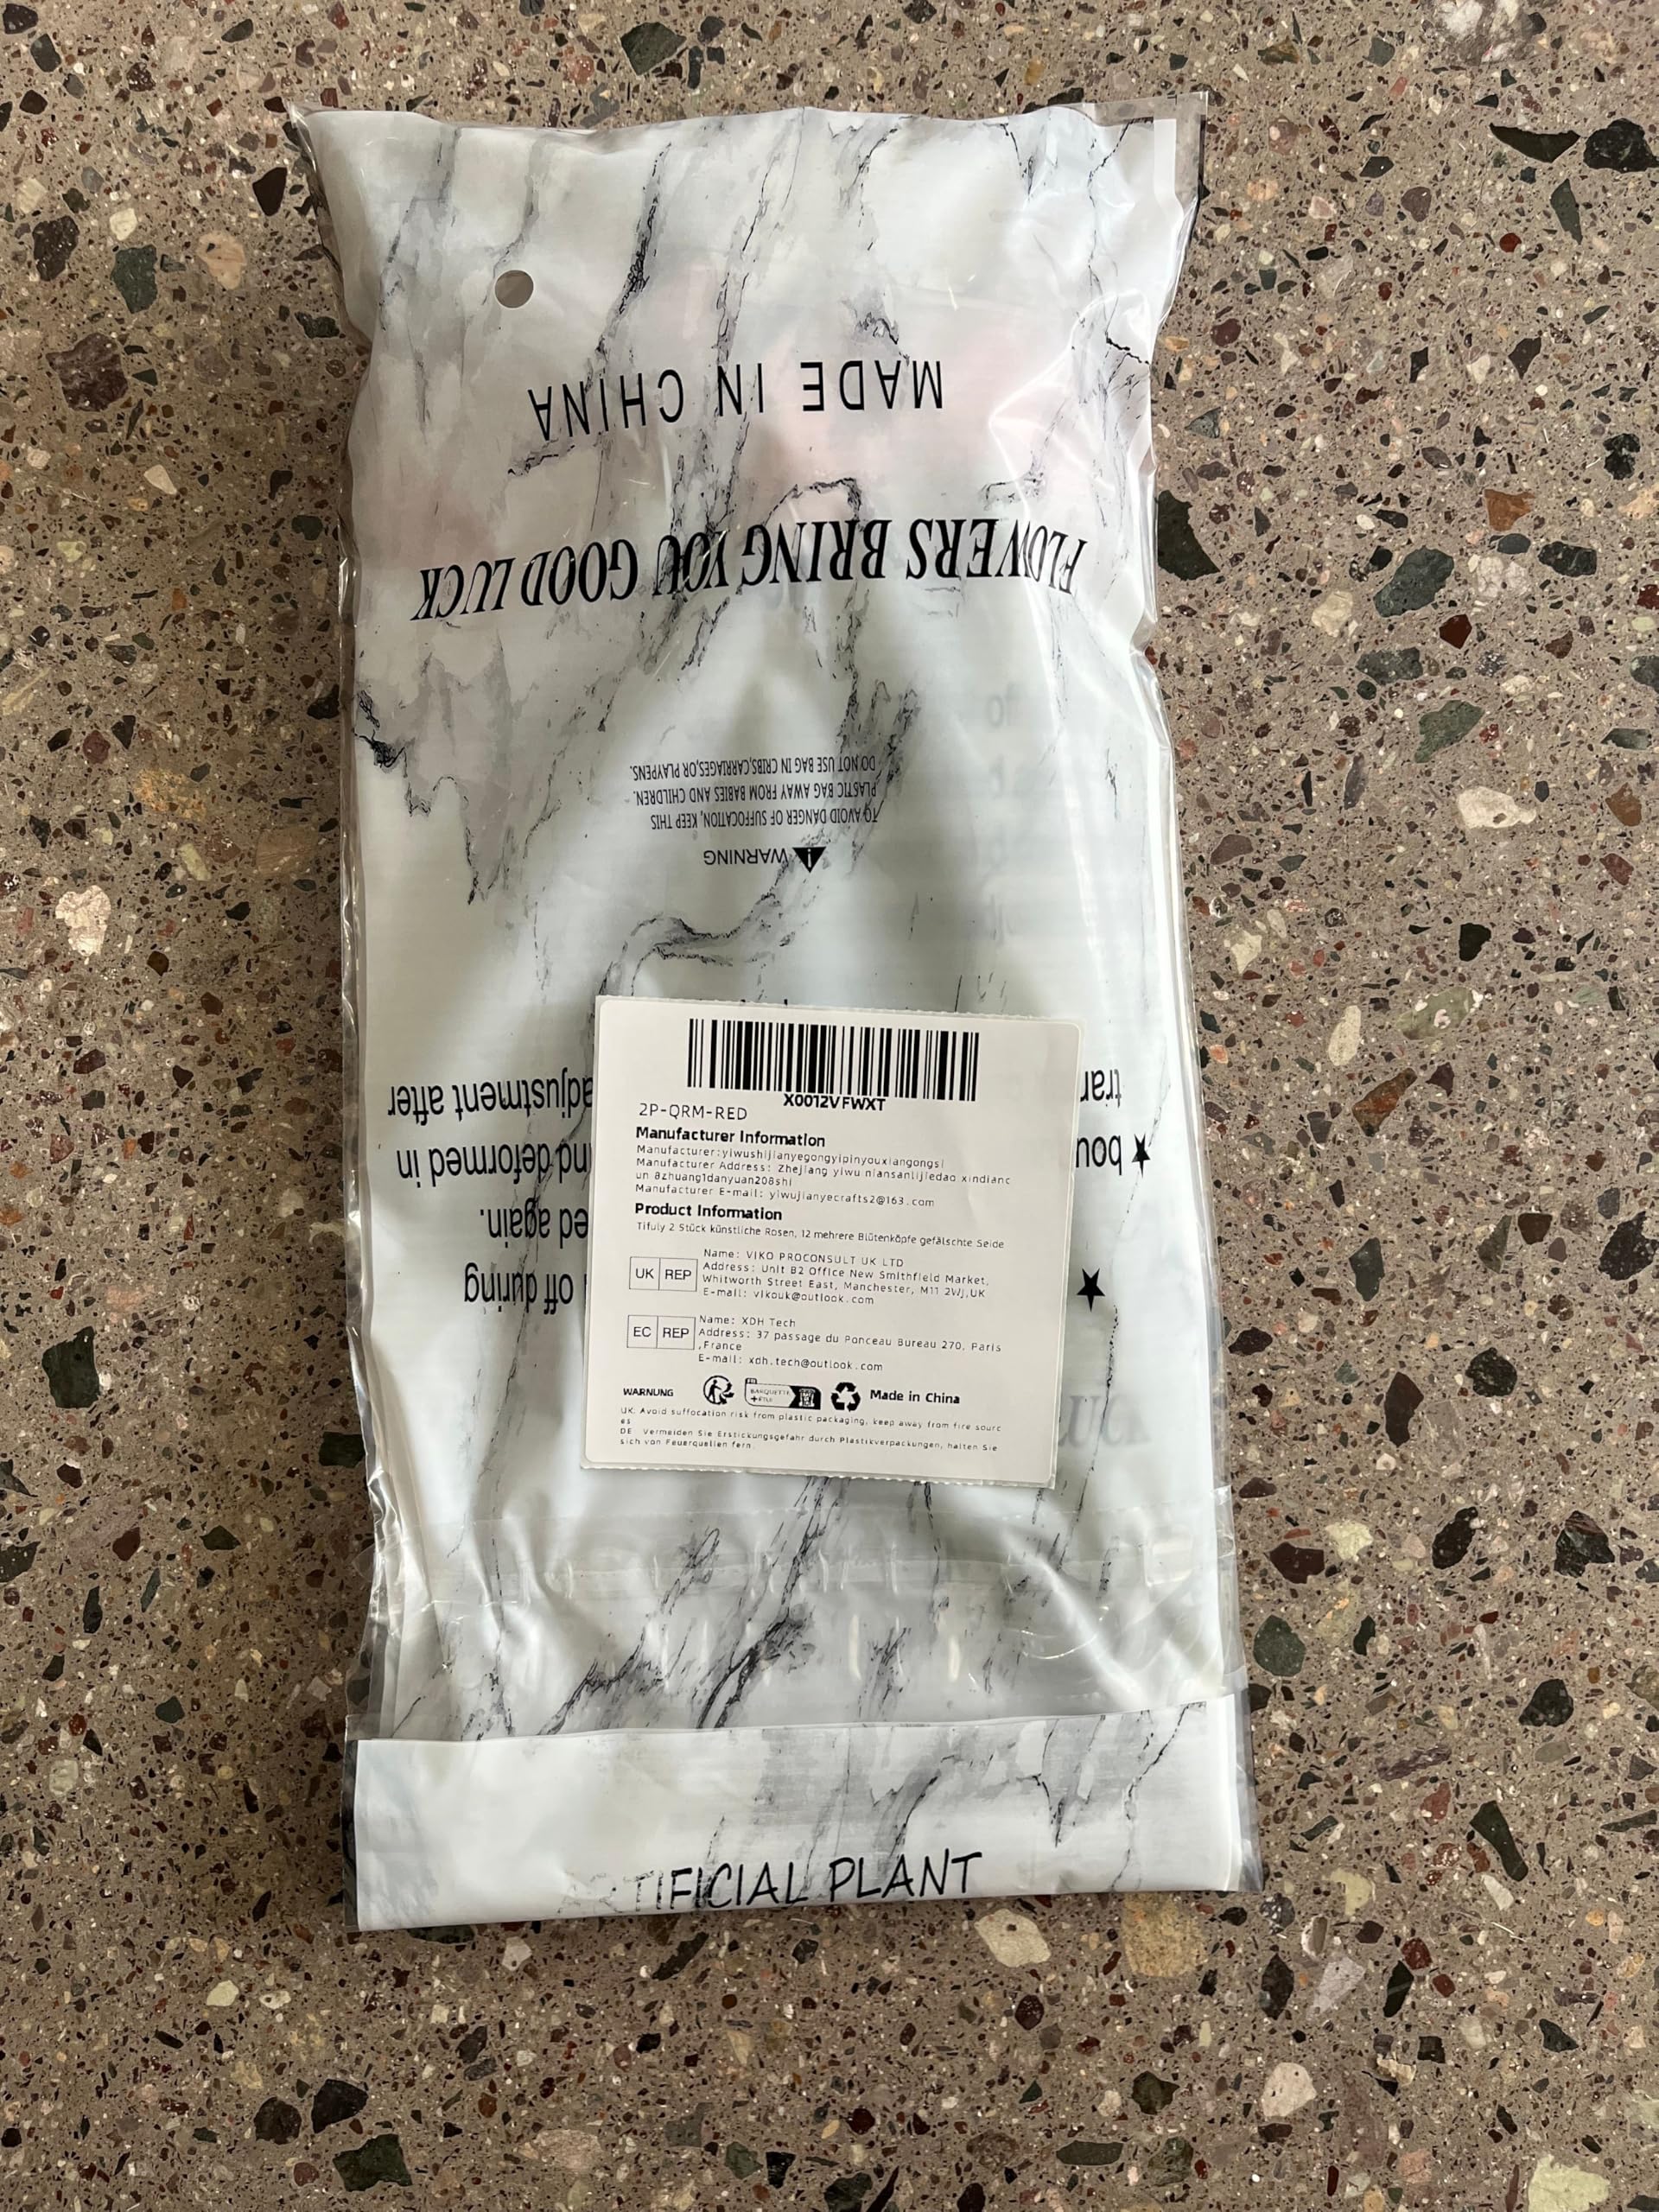 MADE IN CHINA
FLOWERS BRING YOU GOOD LUCK
DO NOT USE BAG IN CRIBS,CARRIAGES,OR PLAYPENS.
PLASTIC BAG AWAY FROM BABIES AND CHILDREN.
TO AVOID DANGER OF SUFFOCATION, KEEP THIS
WARNING
adjustment after
deformed in
again.
off during
X0012VFWXT
2P-QRM-RED
Manufacturer Information
Manufacturer:yiwushijianyegongyipinyouxiangongsi
Manufacturer Address: Zhejiang yiwu niansanlijiedao xindianc
un 8zhuang1danyuan208shi
Manufacturer E-mail: yiwujianyecrafts2@163.com
Product Information
Tifuly 2 Stück künstliche Rosen, 12 mehrere Blütenköpfe gefälschte Seide
UK REP
Name: VIKO PROCONSULT UK LTD
Address: Unit B2 Office New Smithfield Market,
Whitworth Street East, Manchester, M11 2WJ,UK
E-mail: vikouk@outlook.com
EC REP
Name: XDH Tech
Address: 37 passage du Ponceau Bureau 270, Paris
,France
E-mail: xdh.tech@outlook.com
WARNUNG
FR
BARQUETTE
Made in China
UK: Avoid suffocation risk from plastic packaging, keep away from fire sourc
es
DE Vermeiden Sie Erstickungsgefahr durch Plastikverpackungen, halten Sie
sich von Feuerquellen fern.
ARTIFICIAL PLANT